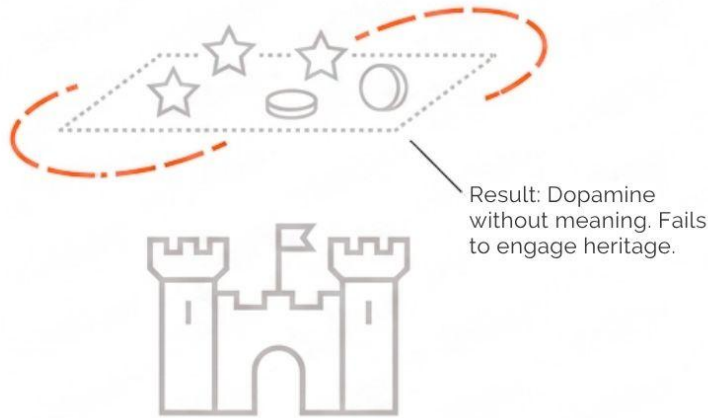 Result: Dopamine
without meaning. Fails
to engage heritage.